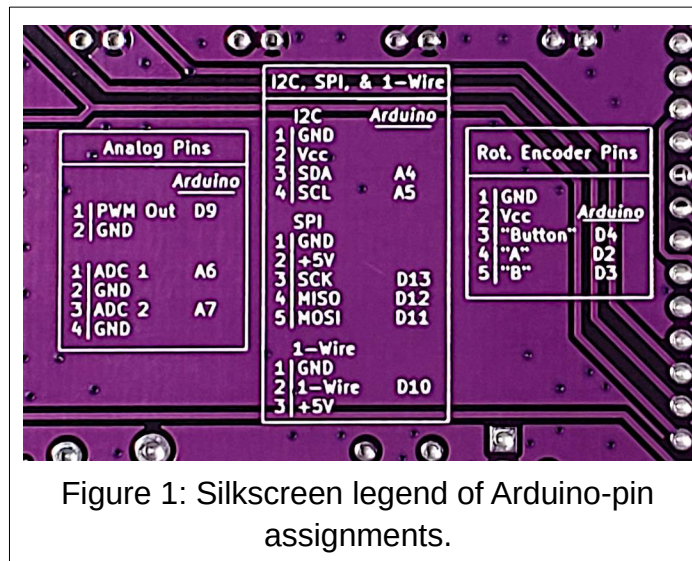 Analog Pins
Arduino
1 | PWM Out D9
2 | GND
1 | ADC 1 A6
2 | GND
3 | ADC 2 A7
4 | GND
I2C, SPI, & 1-Wire
I2C Arduino
1 | GND
2 | Vcc
3 | SDA A4
4 | SCL A5
SPI
1 | GND
2 | +5V
3 | SCK D13
4 | MISO D12
5 | MOSI D11
1-Wire
1 | GND
2 | 1-Wire D10
3 | +5V
Rot. Encoder Pins
1 | GND
2 | Vcc Arduino
3 | "Button" D4
4 | "A" D2
5 | "B" D3
Figure 1: Silkscreen legend of Arduino-pin
assignments.